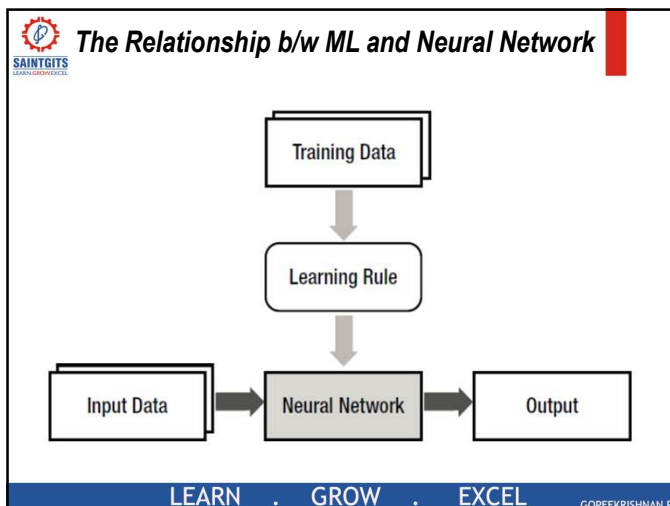 The Relationship b/w ML and Neural Network
SAINTGITS
LEARN.GROW.EXCEL
Training Data
Learning Rule
Input Data
Neural Network
Output
LEARN . GROW . EXCEL